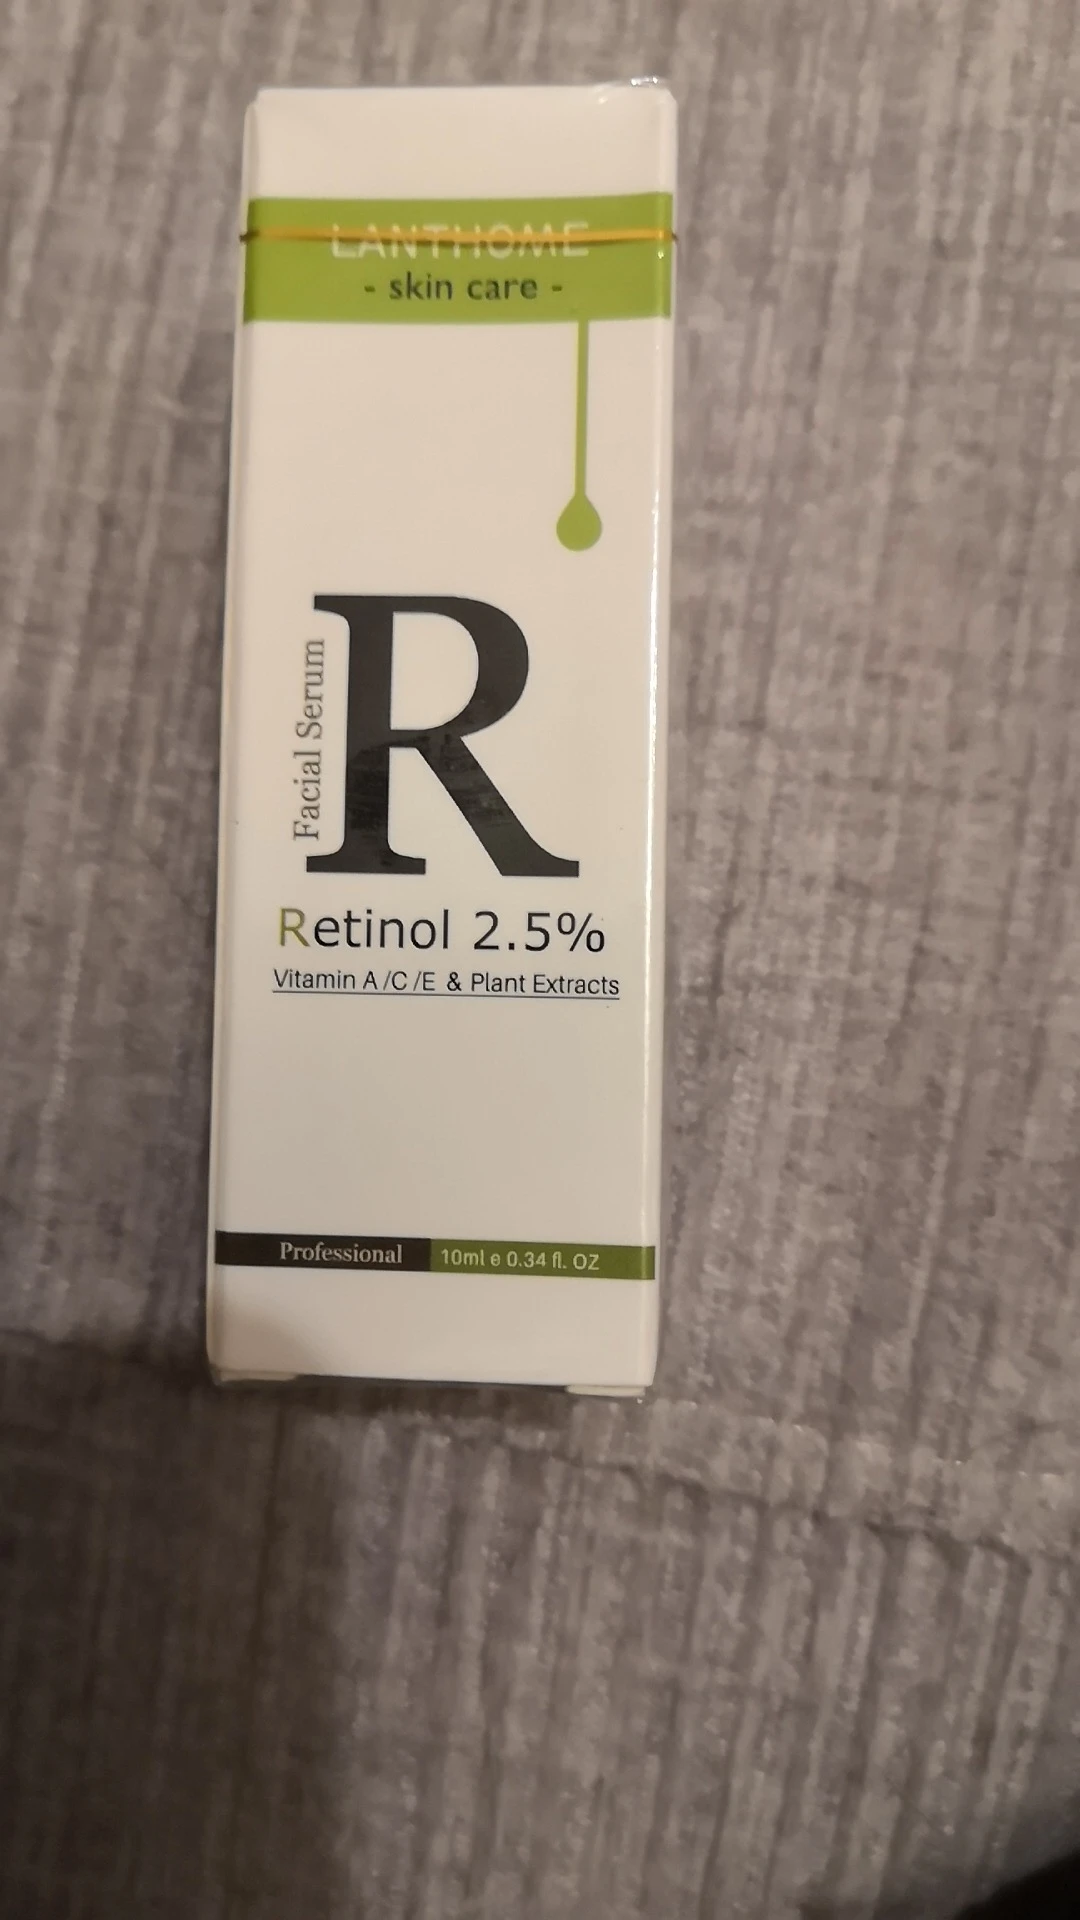 LANTHOME
- skin care -
Facial Serum
R
Retinol 2.5%
Vitamin A/C/E & Plant Extracts
Professional
10ml e 0.34 fl. OZ